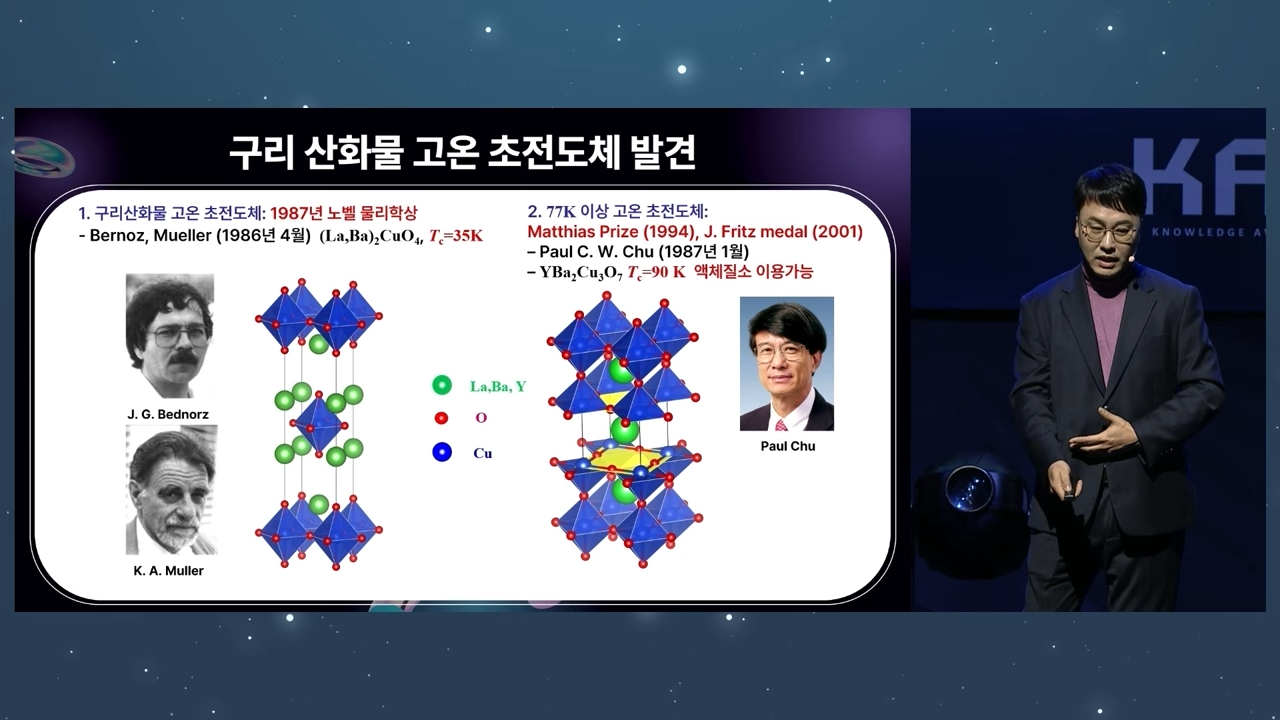 구리 산화물 고온 초전도체 발견
1. 구리산화물 고온 초전도체: 1987년 노벨 물리학상
- Bernoz, Mueller (1986년 4월) (La,Ba)₂CuO₄, Tc=35K
J. G. Bednorz
K. A. Muller
La,Ba, Y
O
Cu
2. 77K 이상 고온 초전도체:
Matthias Prize (1994), J. Fritz medal (2001)
– Paul C. W. Chu (1987년 1월)
– YBa₂Cu₃O₇ Tc=90 K 액체질소 이용가능
Paul Chu
KNOWLEDGE